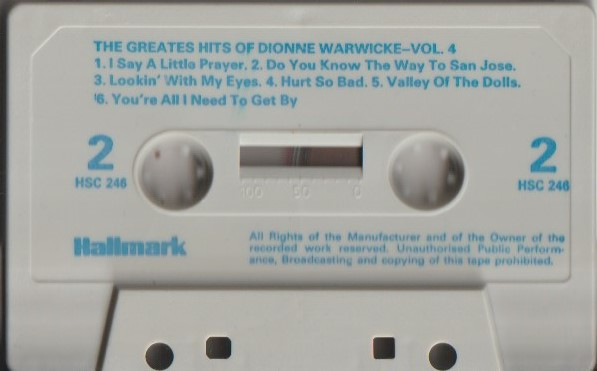 THE GREATES HITS OF DIONNE WARWICKE—VOL. 4
1. I Say A Little Prayer. 2. Do You Know The Way To San Jose.
3. Lookin' With My Eyes. 4. Hurt So Bad. 5. Valley Of The Dolls.
'6. You're All I Need To Get By
2
HSC 246
100 50 0
2
HSC 246
Hallmark
All Rights of the Manufacturer and of the Owner of the
recorded work reserved. Unauthorised Public Perform-
ance, Broadcasting and copying of this tape prohibited.